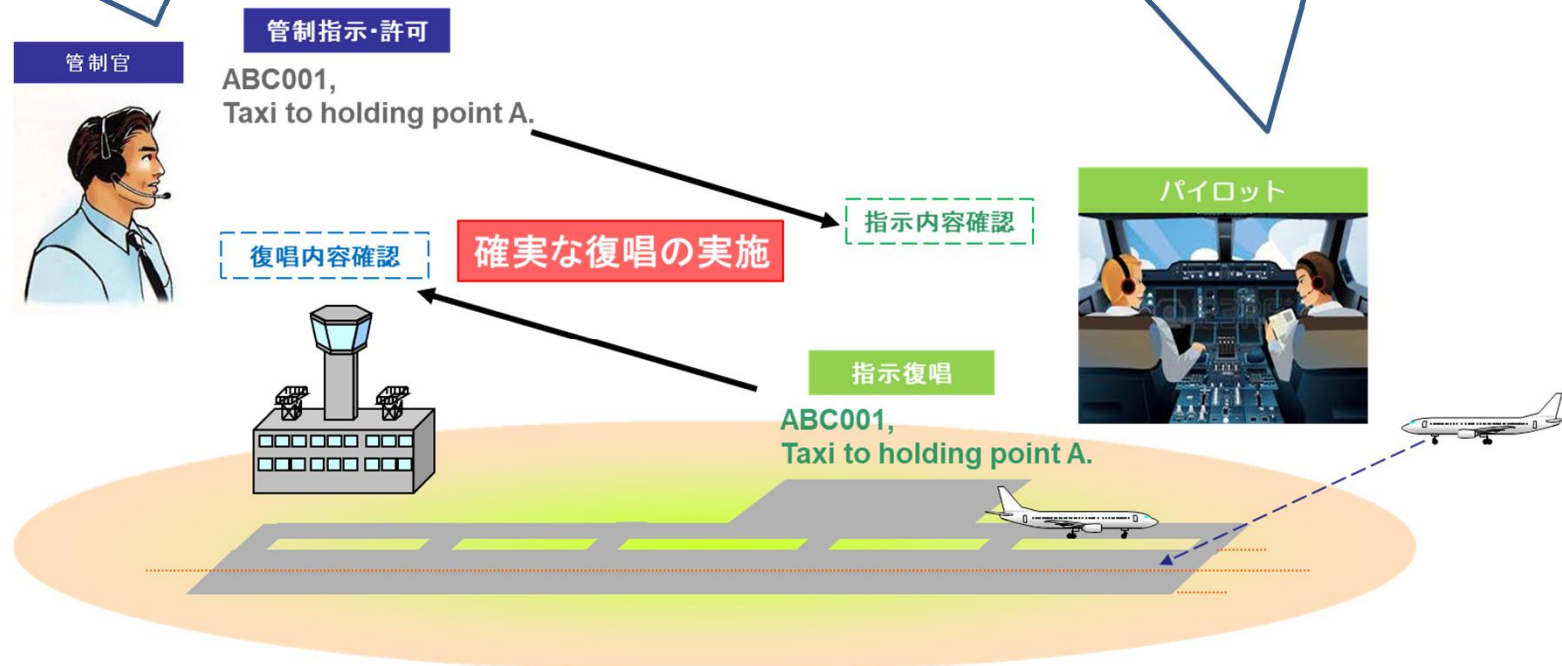 管制指示・許可
管制官
ABC001,
Taxi to holding point A.
パイロット
指示内容確認
確実な復唱の実施
復唱内容確認
指示復唱
ABC001,
Taxi to holding point A.